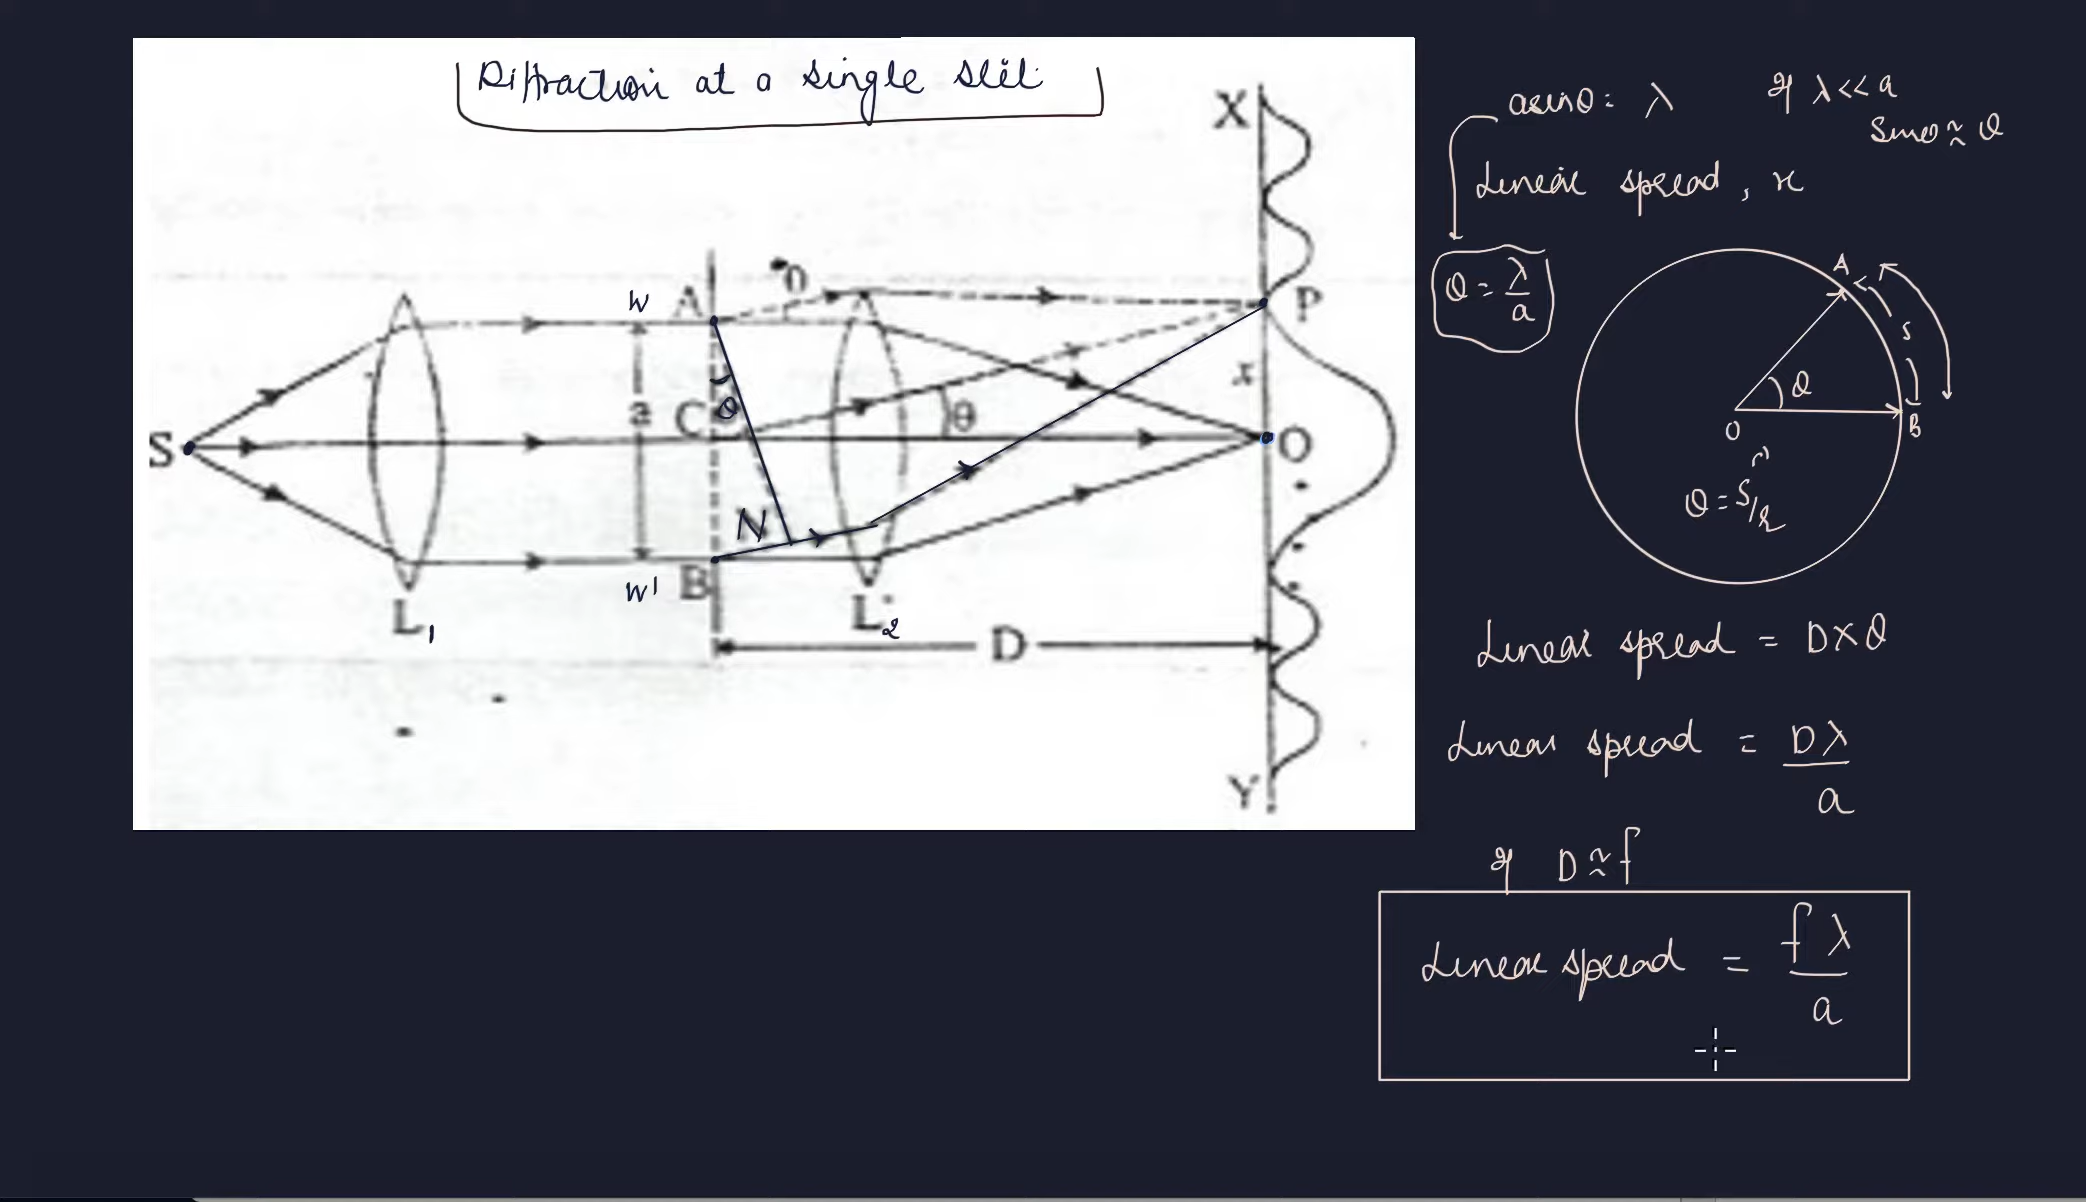 Diffraction at a single slit
X
W
A
θ
P
x
a
C
θ
θ
S
O
N
W'
B
L1
L2
D
Y
asinθ = λ
if λ<<a
Sinθ ≈ θ
Linear spread, x
θ = λ/a
A
S
θ
O
B
r
θ = S/r
Linear spread = D×θ
Linear spread = Dλ/a
if D≈f
Linear spread = fλ/a